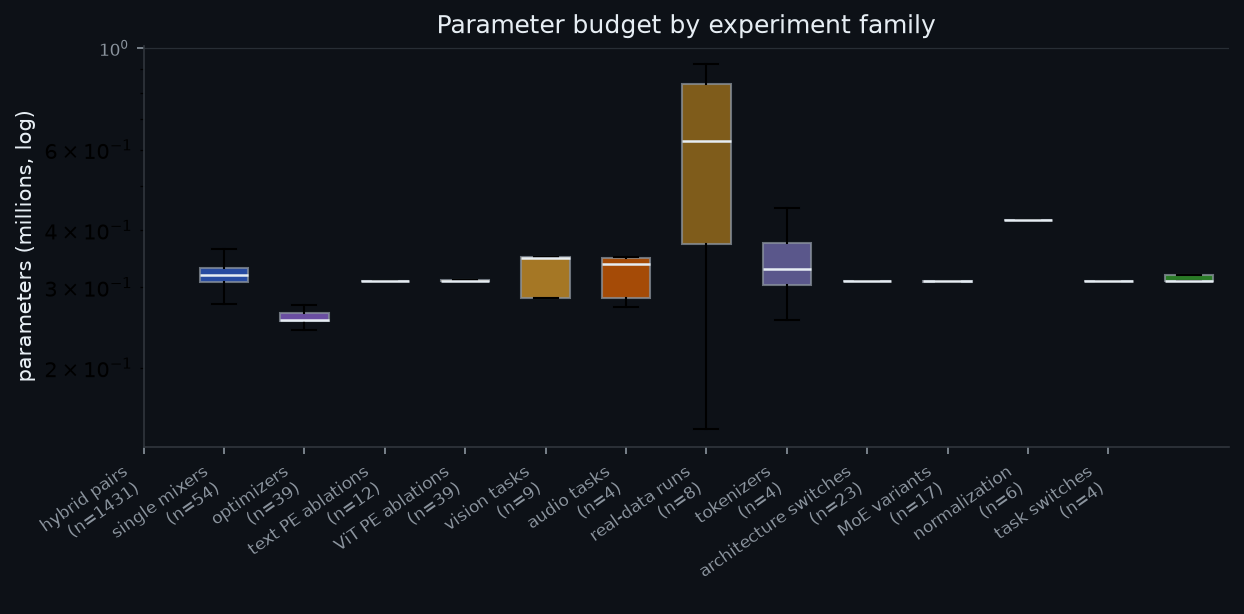 Parameter budget by experiment family
parameters (millions, log)
10⁰
6 × 10⁻¹
4 × 10⁻¹
3 × 10⁻¹
2 × 10⁻¹
hybrid pairs
(n=1431)
single mixers
(n=54)
optimizers
(n=39)
text PE ablations
(n=12)
ViT PE ablations
(n=39)
vision tasks
(n=9)
audio tasks
(n=4)
real-data runs
(n=8)
tokenizers
(n=4)
architecture switches
(n=23)
MoE variants
(n=17)
normalization
(n=6)
task switches
(n=4)